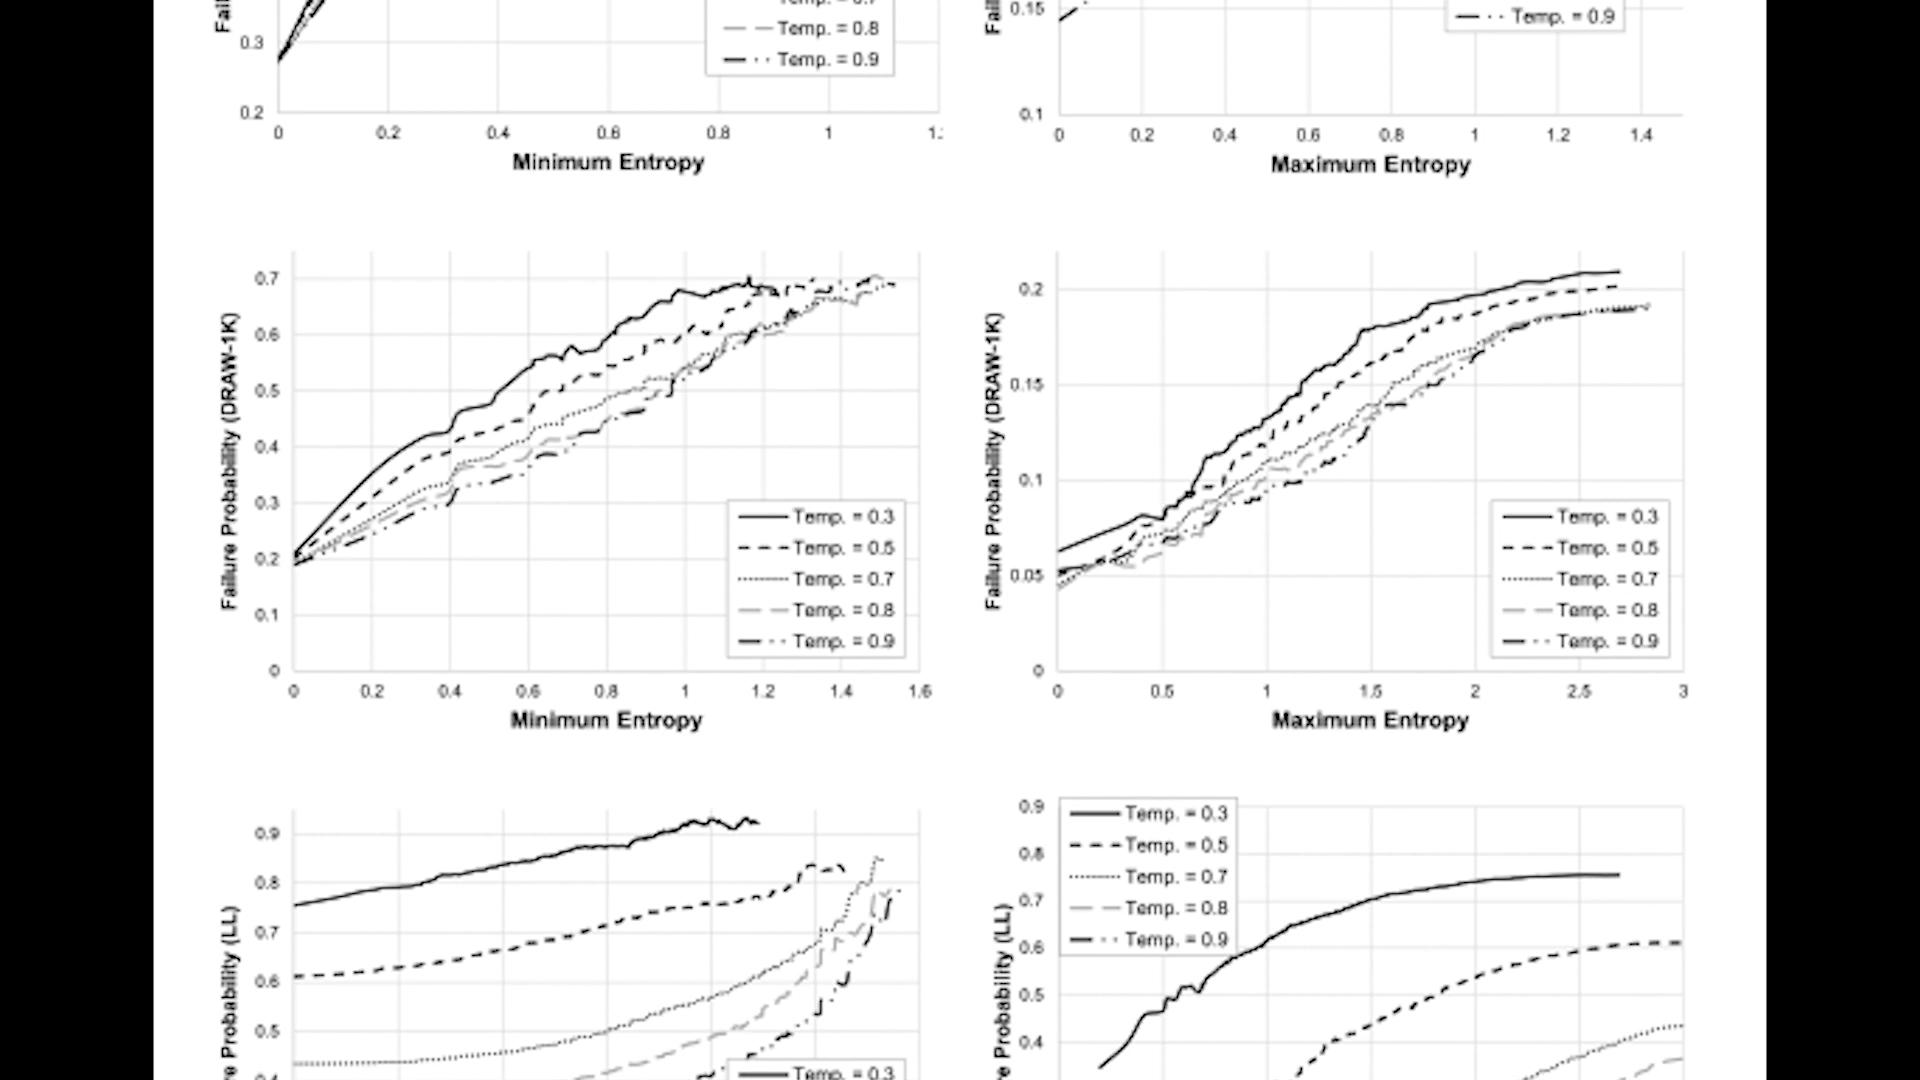 Fail
0.3
0.2
0 0.2 0.4 0.6 0.8 1
Minimum Entropy
Temp. = 0.7
Temp. = 0.8
Temp. = 0.9
0.15
0.1
0 0.2 0.4 0.6 0.8 1 1.2 1.4
Maximum Entropy
Temp. = 0.9
Failure Probability (DRAW-1K)
0.7
0.6
0.5
0.4
0.3
0.2
0.1
0
0 0.2 0.4 0.6 0.8 1 1.2 1.4 1.6
Minimum Entropy
Temp. = 0.3
Temp. = 0.5
Temp. = 0.7
Temp. = 0.8
Temp. = 0.9
Failure Probability (DRAW-1K)
0.2
0.15
0.1
0.05
0
0 0.5 1 1.5 2 2.5 3
Maximum Entropy
Temp. = 0.3
Temp. = 0.5
Temp. = 0.7
Temp. = 0.8
Temp. = 0.9
re Probability (LL)
0.9
0.8
0.7
0.6
0.5
0.4
Temp. = 0.3
re Probability (LL)
0.9
0.8
0.7
0.6
0.5
0.4
Temp. = 0.3
Temp. = 0.5
Temp. = 0.7
Temp. = 0.8
Temp. = 0.9